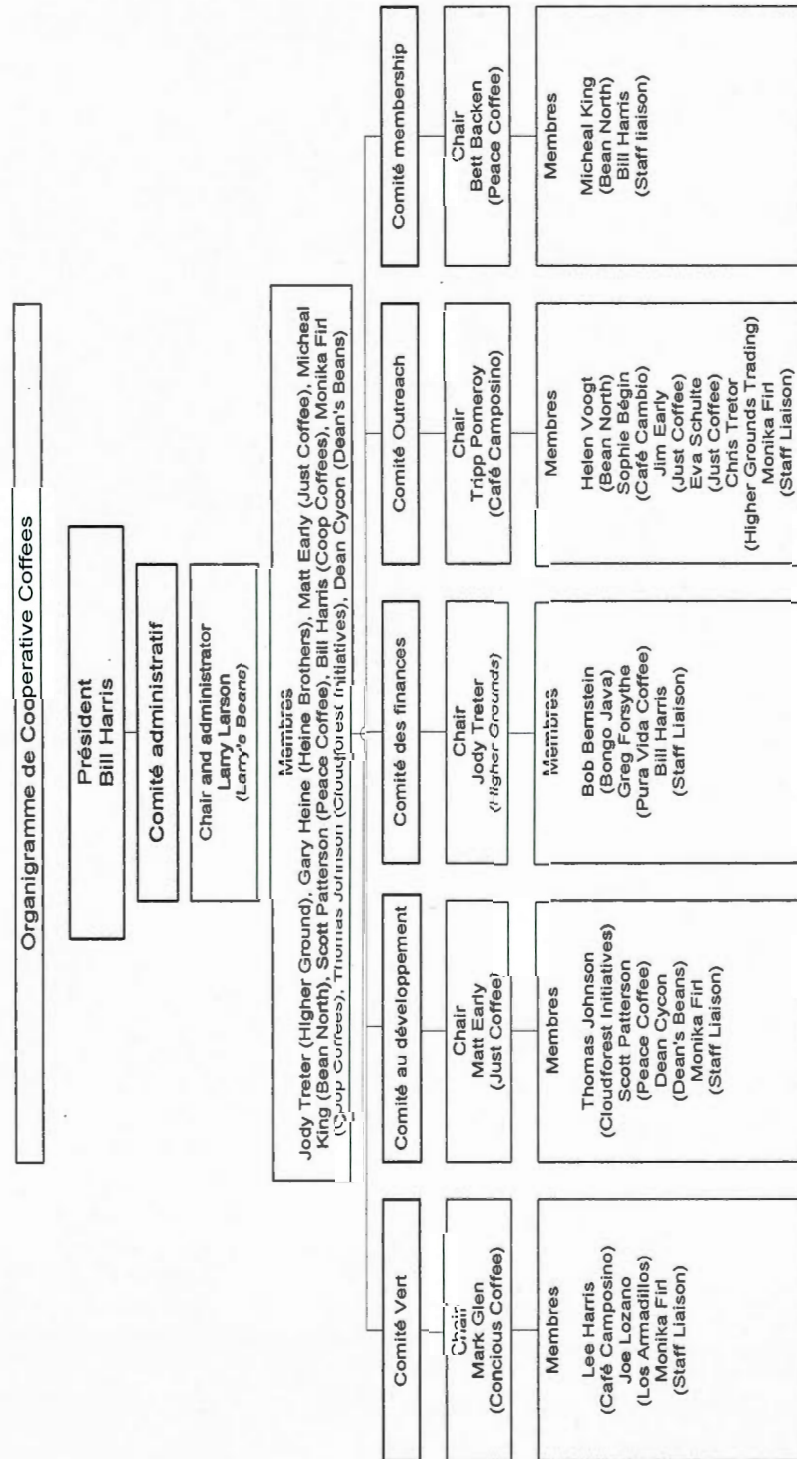 Organigramme de Cooperative Coffees
Président
Bill Harris
Comité administratif
Chair and administrator
Larry Larson
(Larry's Beans)
Membres
Jody Treter (Higher Ground), Gary Heine (Heine Brothers), Matt Early (Just Coffee), Micheal
King (Bean North), Scott Patterson (Peace Coffee), Bill Harris (Coop Coffees), Monika Firl
(Coop Coffees), Thomas Johnson (Cloudforest Initiatives), Dean Cycon (Dean's Beans)
Comité Vert
Chair
Mark Glen
(Concious Coffee)
Membres
Lee Harris
(Café Camposino)
Joe Lozano
(Los Armadillos)
Monika Firl
(Staff Liaison)
Comité au développement
Chair
Matt Early
(Just Coffee)
Membres
Thomas Johnson
(Cloudforest Initiatives)
Scott Patterson
(Peace Coffee)
Dean Cycon
(Dean's Beans)
Monika Firl
(Staff Liaison)
Comité des finances
Chair
Jody Treter
(Higher Grounds)
Membres
Bob Bernstein
(Bongo Java)
Greg Forsythe
(Pura Vida Coffee)
Bill Harris
(Staff Liaison)
Comité Outreach
Chair
Tripp Pomeroy
(Café Camposino)
Membres
Helen Voogt
(Bean North)
Sophie Bégin
(Café Cambio)
Jim Early
(Just Coffee)
Eva Schulte
(Just Coffee)
Chris Tretor
(Higher Grounds Trading)
Monika Firl
(Staff Liaison)
Comité membership
Chair
Bett Backen
(Peace Coffee)
Membres
Micheal King
(Bean North)
Bill Harris
(Staff liaison)